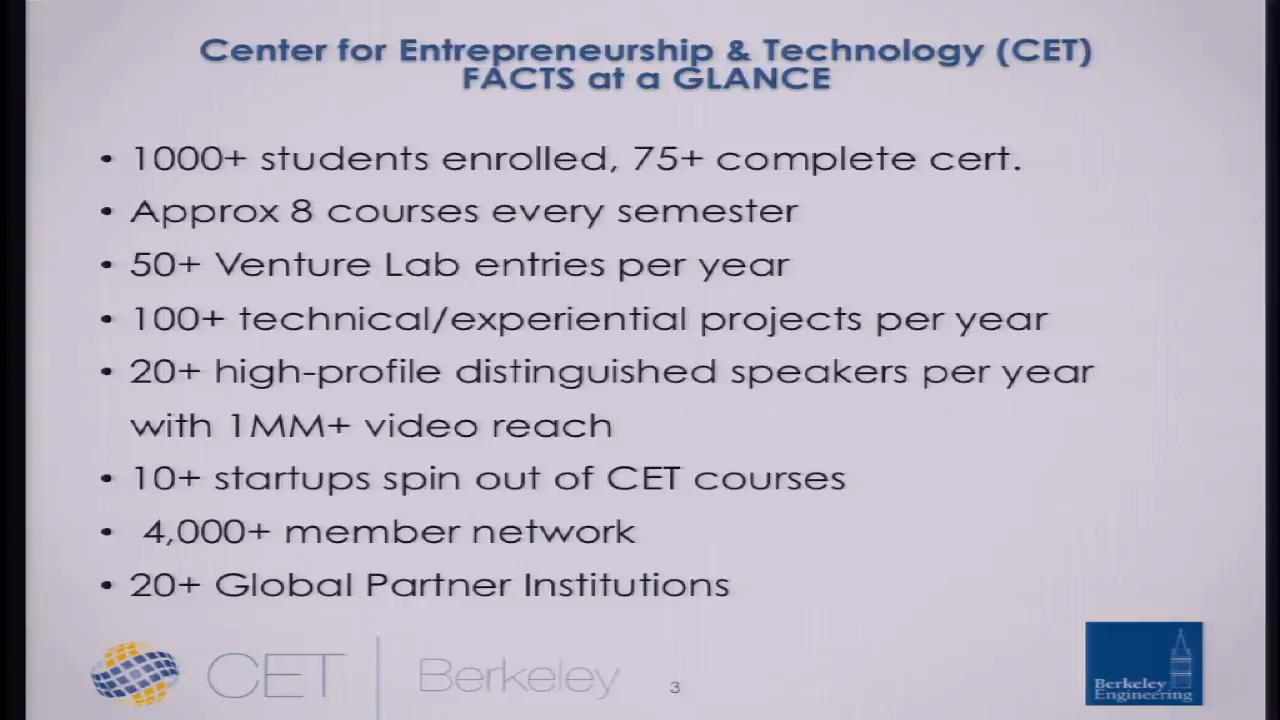 Center for Entrepreneurship & Technology (CET)
FACTS at a GLANCE
• 1000+ students enrolled, 75+ complete cert.
• Approx 8 courses every semester
• 50+ Venture Lab entries per year
• 100+ technical/experiential projects per year
• 20+ high-profile distinguished speakers per year
with 1MM+ video reach
• 10+ startups spin out of CET courses
• 4,000+ member network
• 20+ Global Partner Institutions
CET | Berkeley
3
Berkeley
Engineering